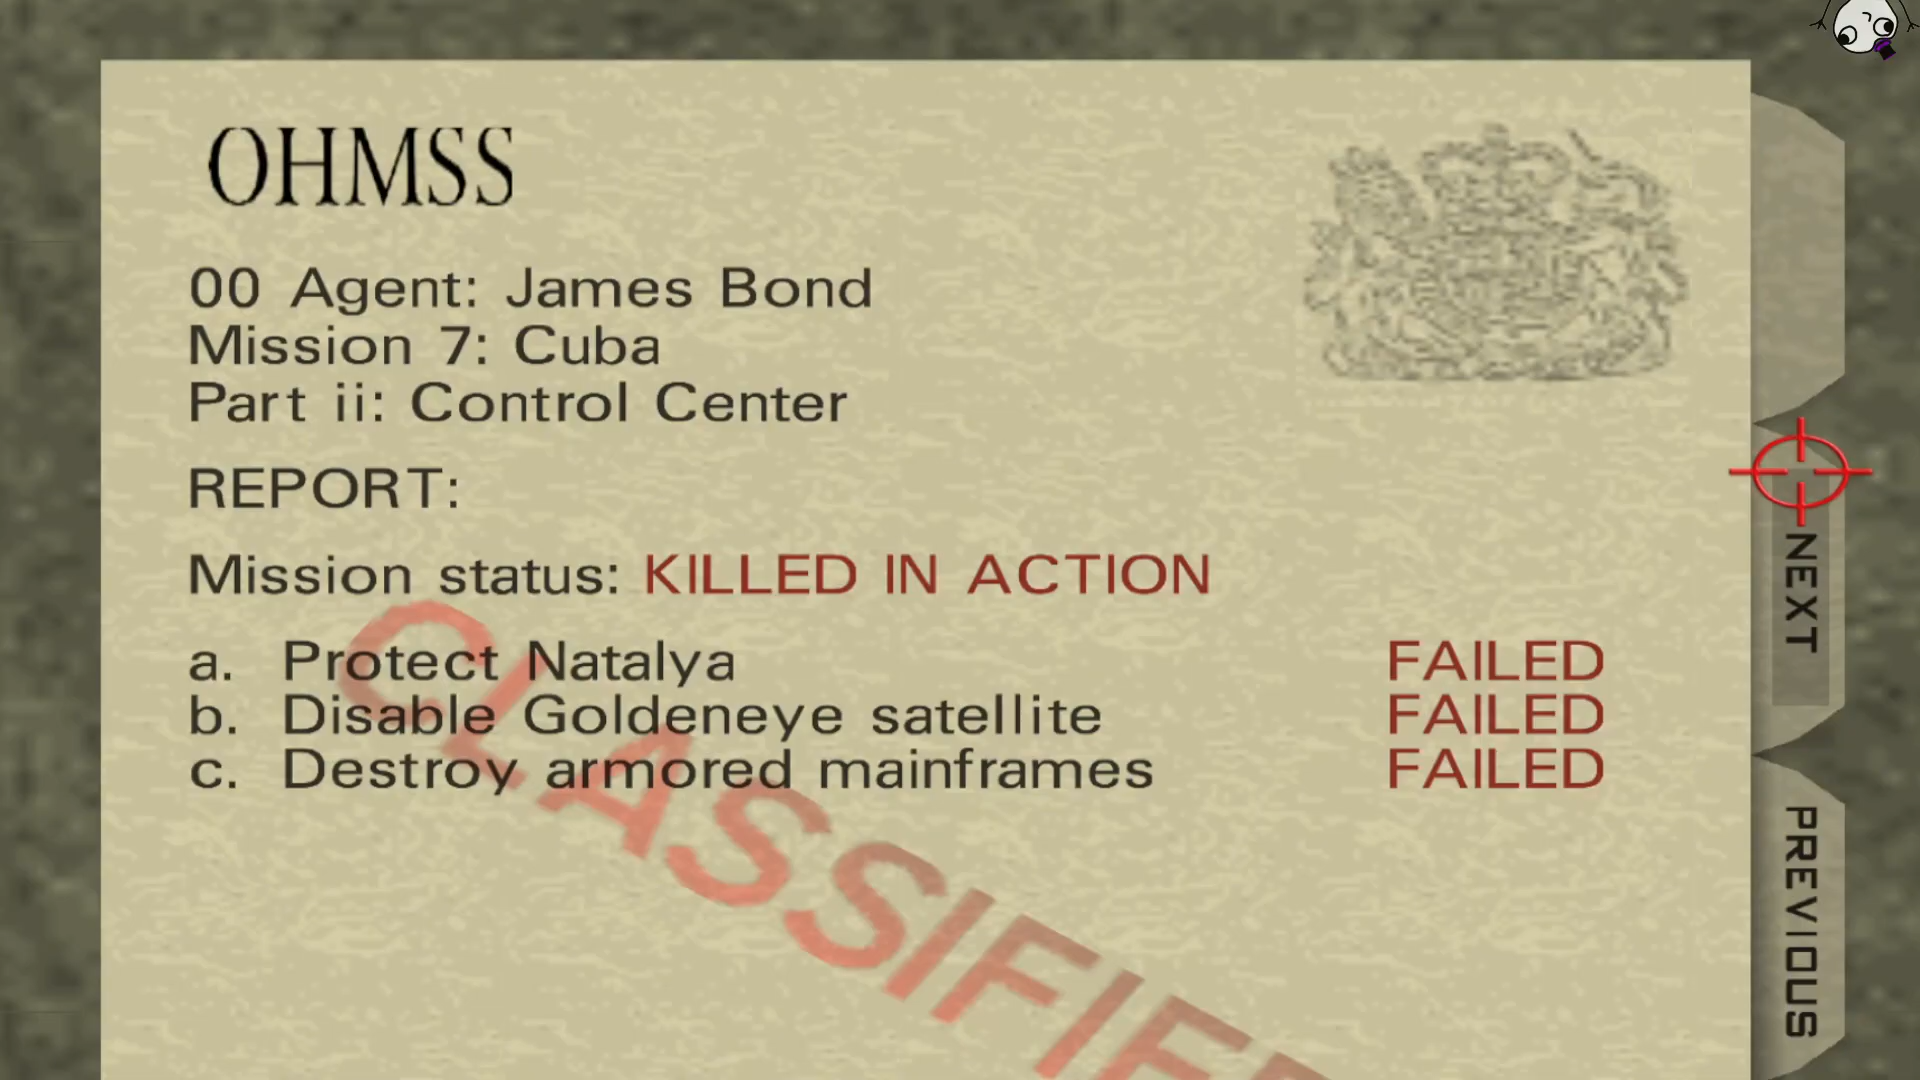 OHMSS
00 Agent: James Bond
Mission 7: Cuba
Part ii: Control Center
REPORT:
Mission status: KILLED IN ACTION
a. Protect Natalya FAILED
b. Disable Goldeneye satellite FAILED
c. Destroy armored mainframes FAILED
CLASSIFIE
NEXT
PREVIOUS